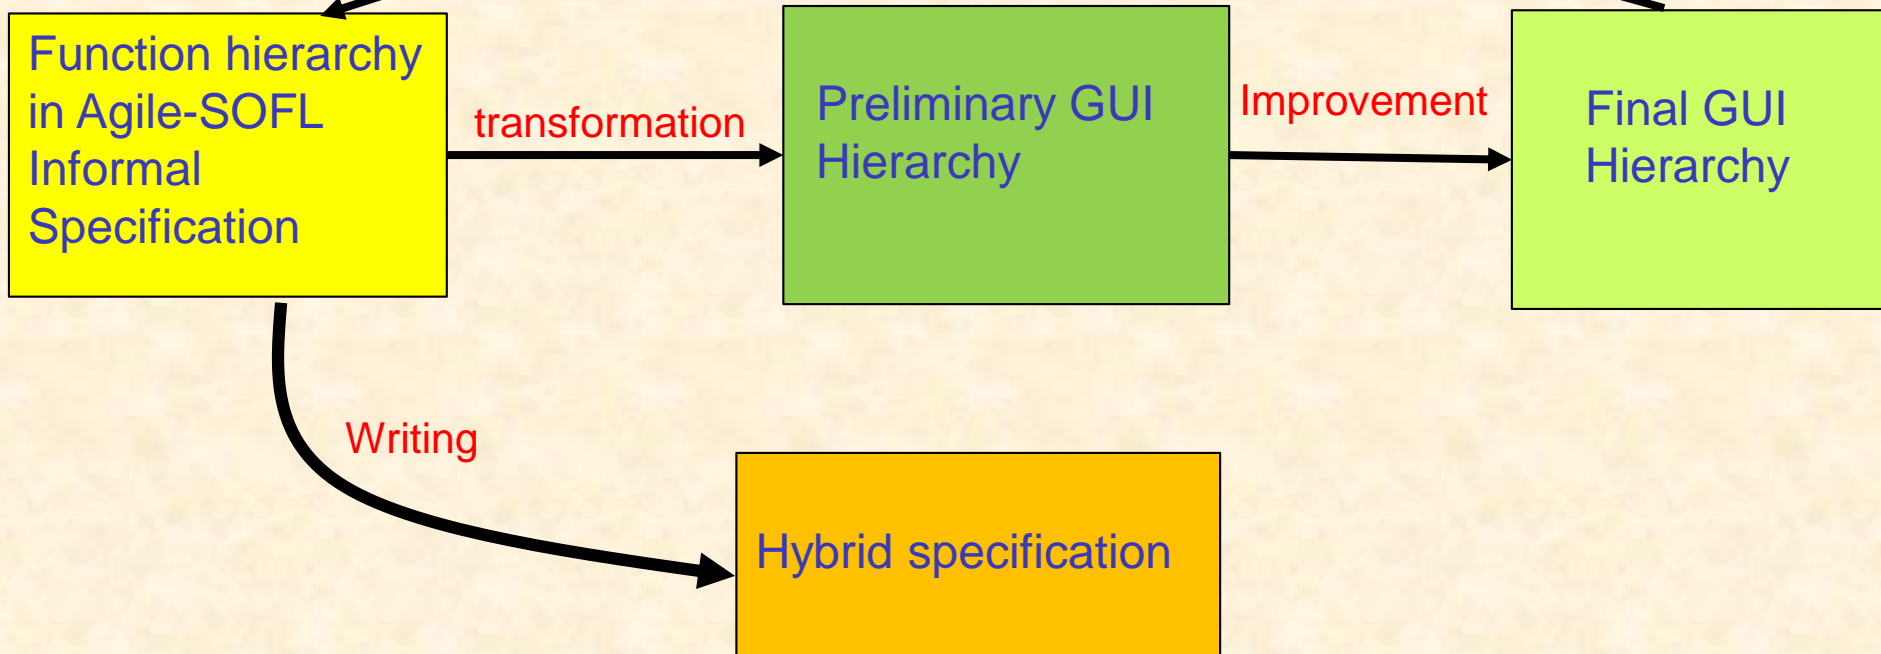 Function hierarchy
in Agile-SOFL
Informal
Specification
transformation
Preliminary GUI
Hierarchy
Improvement
Final GUI
Hierarchy
Writing
Hybrid specification